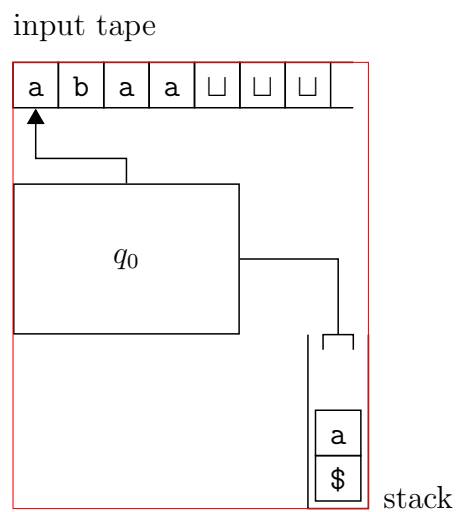 input tape
a b a a ⊔ ⊔ ⊔
q₀
a
$
stack